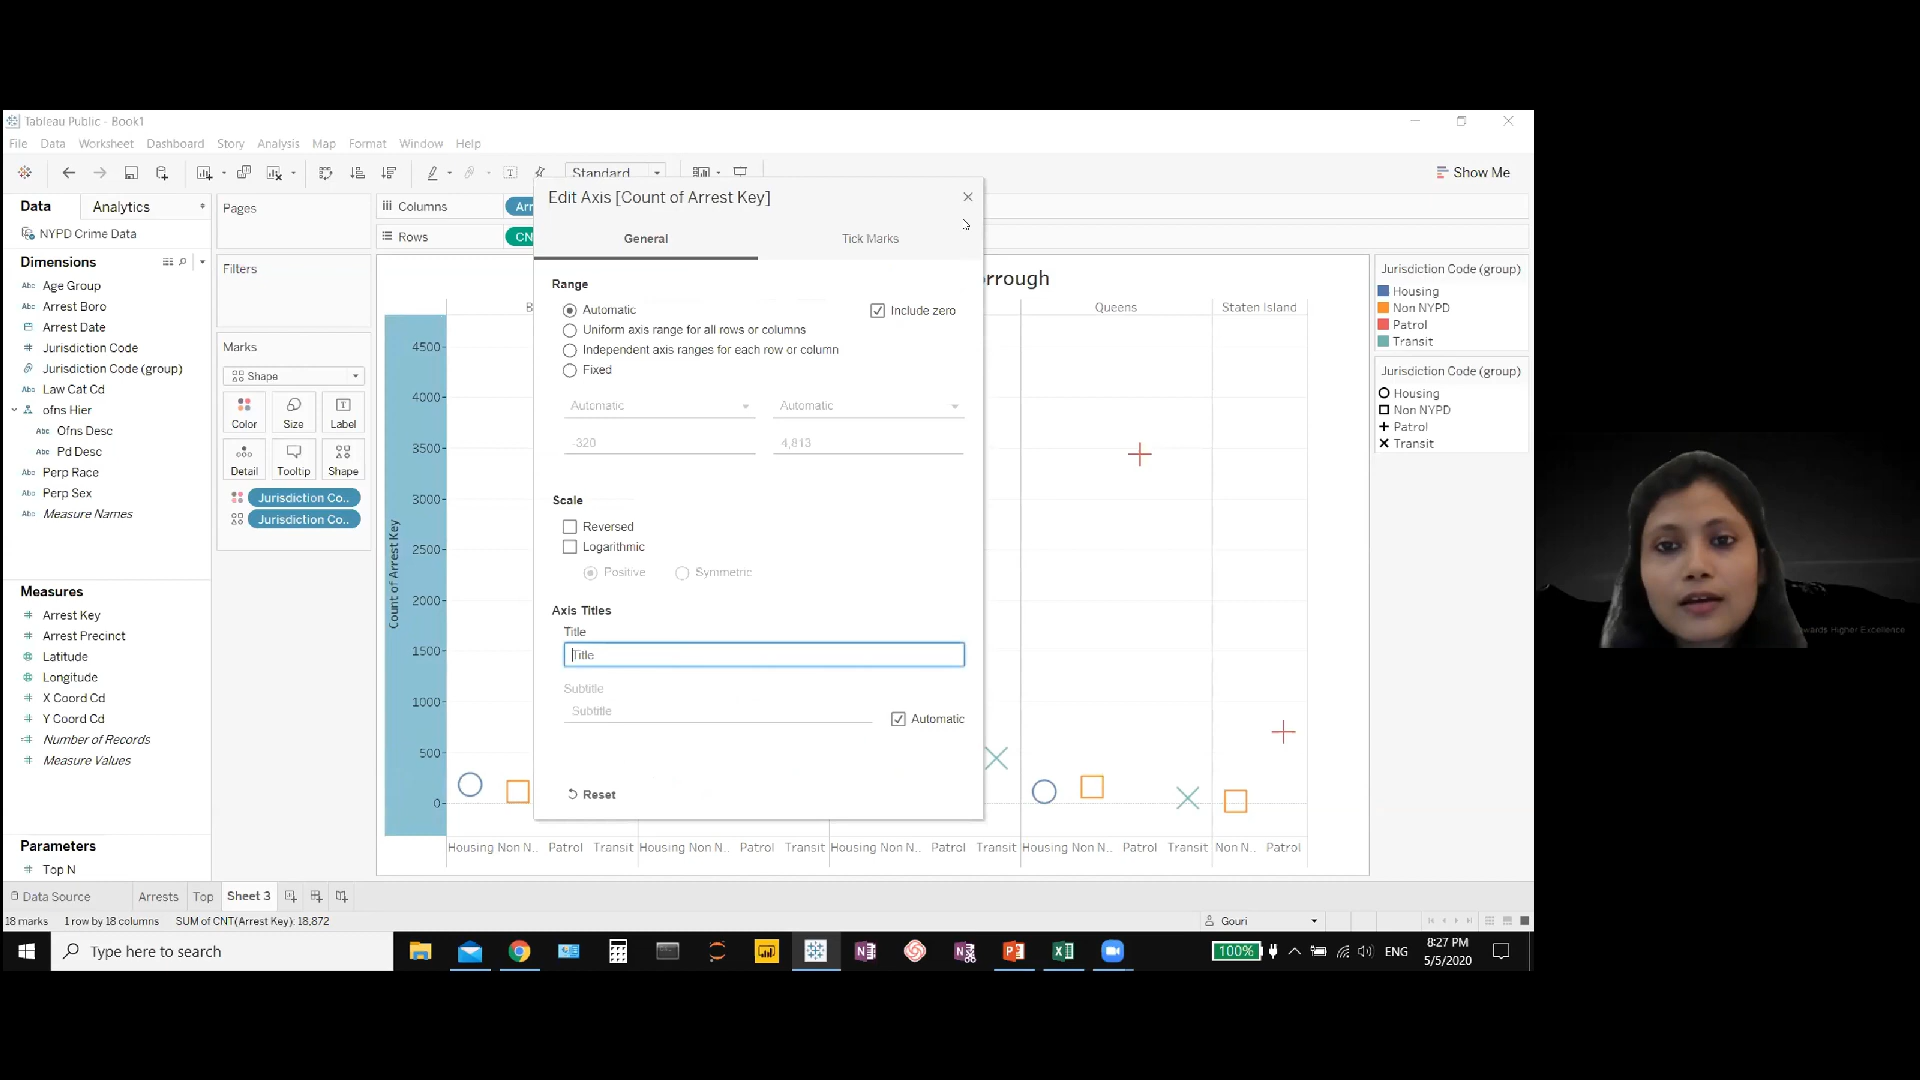 Tableau Public - Book1
File Data Worksheet Dashboard Story Analysis Map Format Window Help
Standard
Show Me
Data Analytics
NYPD Crime Data
Dimensions
Abc Age Group
Abc Arrest Boro
Arrest Date
# Jurisdiction Code
Jurisdiction Code (group)
Abc Law Cat Cd
ofns Hier
Abc Ofns Desc
Abc Pd Desc
Abc Perp Race
Abc Perp Sex
Abc Measure Names
Measures
# Arrest Key
# Arrest Precinct
Latitude
Longitude
# X Coord Cd
# Y Coord Cd
Number of Records
# Measure Values
Parameters
# Top N
Pages
Filters
Marks
Shape
Color Size Label
Detail Tooltip Shape
Jurisdiction Co..
Jurisdiction Co..
Columns
Rows
Edit Axis [Count of Arrest Key]
General Tick Marks
Range
Automatic Include zero
Uniform axis range for all rows or columns
Independent axis ranges for each row or column
Fixed
Automatic Automatic
-320 4,813
Scale
Reversed
Logarithmic
Positive Symmetric
Axis Titles
Title
Title
Subtitle
Subtitle Automatic
Reset
Queens Staten Island
Count of Arrest Key
4500
4000
3500
3000
2500
2000
1500
1000
500
0
Housing Non N.. Patrol Transit Housing Non N.. Patrol Transit Housing Non N.. Patrol Transit Housing Non N.. Patrol Transit Non N.. Patrol
Jurisdiction Code (group)
Housing
Non NYPD
Patrol
Transit
Jurisdiction Code (group)
Housing
Non NYPD
Patrol
Transit
Data Source Arrests Top Sheet 3
18 marks 1 row by 18 columns SUM of CNT(Arrest Key): 18,872
Gouri
Type here to search
100%
ENG
8:27 PM
5/5/2020
wards Higher Excellence